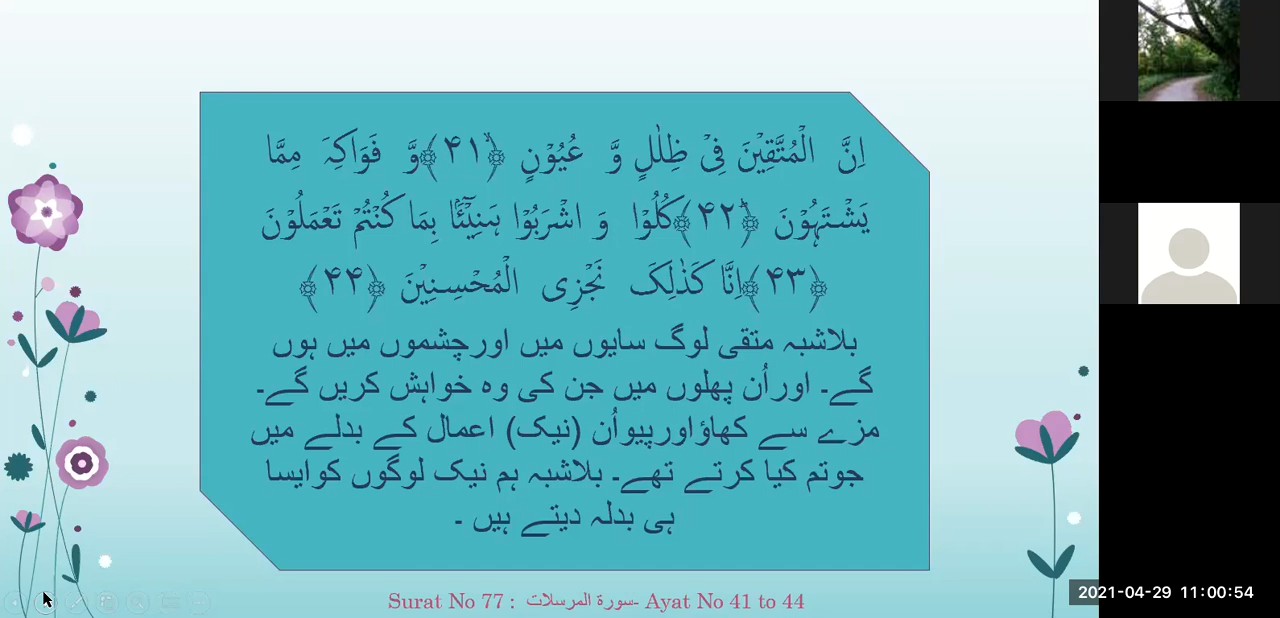 اِنَّ الۡمُتَّقِیۡنَ فِیۡ ظِلٰلٍ وَّ عُیُوۡنٍ ﴿ۙ۴۱﴾وَّ فَوَاکِہَ مِمَّا
یَشۡتَہُوۡنَ ﴿ؕ۴۲﴾کُلُوۡا وَ اشۡرَبُوۡا ہَنِیۡٓـًٔۢا بِمَا کُنۡتُمۡ تَعۡمَلُوۡنَ
﴿۴۳﴾اِنَّا کَذٰلِکَ نَجۡزِی الۡمُحۡسِنِیۡنَ ﴿۴۴﴾
بلاشبہ متقی لوگ سایوں میں اورچشموں میں ہوں
گے۔ اوراُن پھلوں میں جن کی وہ خواہش کریں گے۔
مزے سے کھاؤاورپیواُن (نیک) اعمال کے بدلے میں
جوتم کیا کرتے تھے۔ بلاشبہ ہم نیک لوگوں کوایسا
ہی بدلہ دیتے ہیں ۔
Surat No 77 : سورة المرسلات - Ayat No 41 to 44
2021-04-29 11:00:54